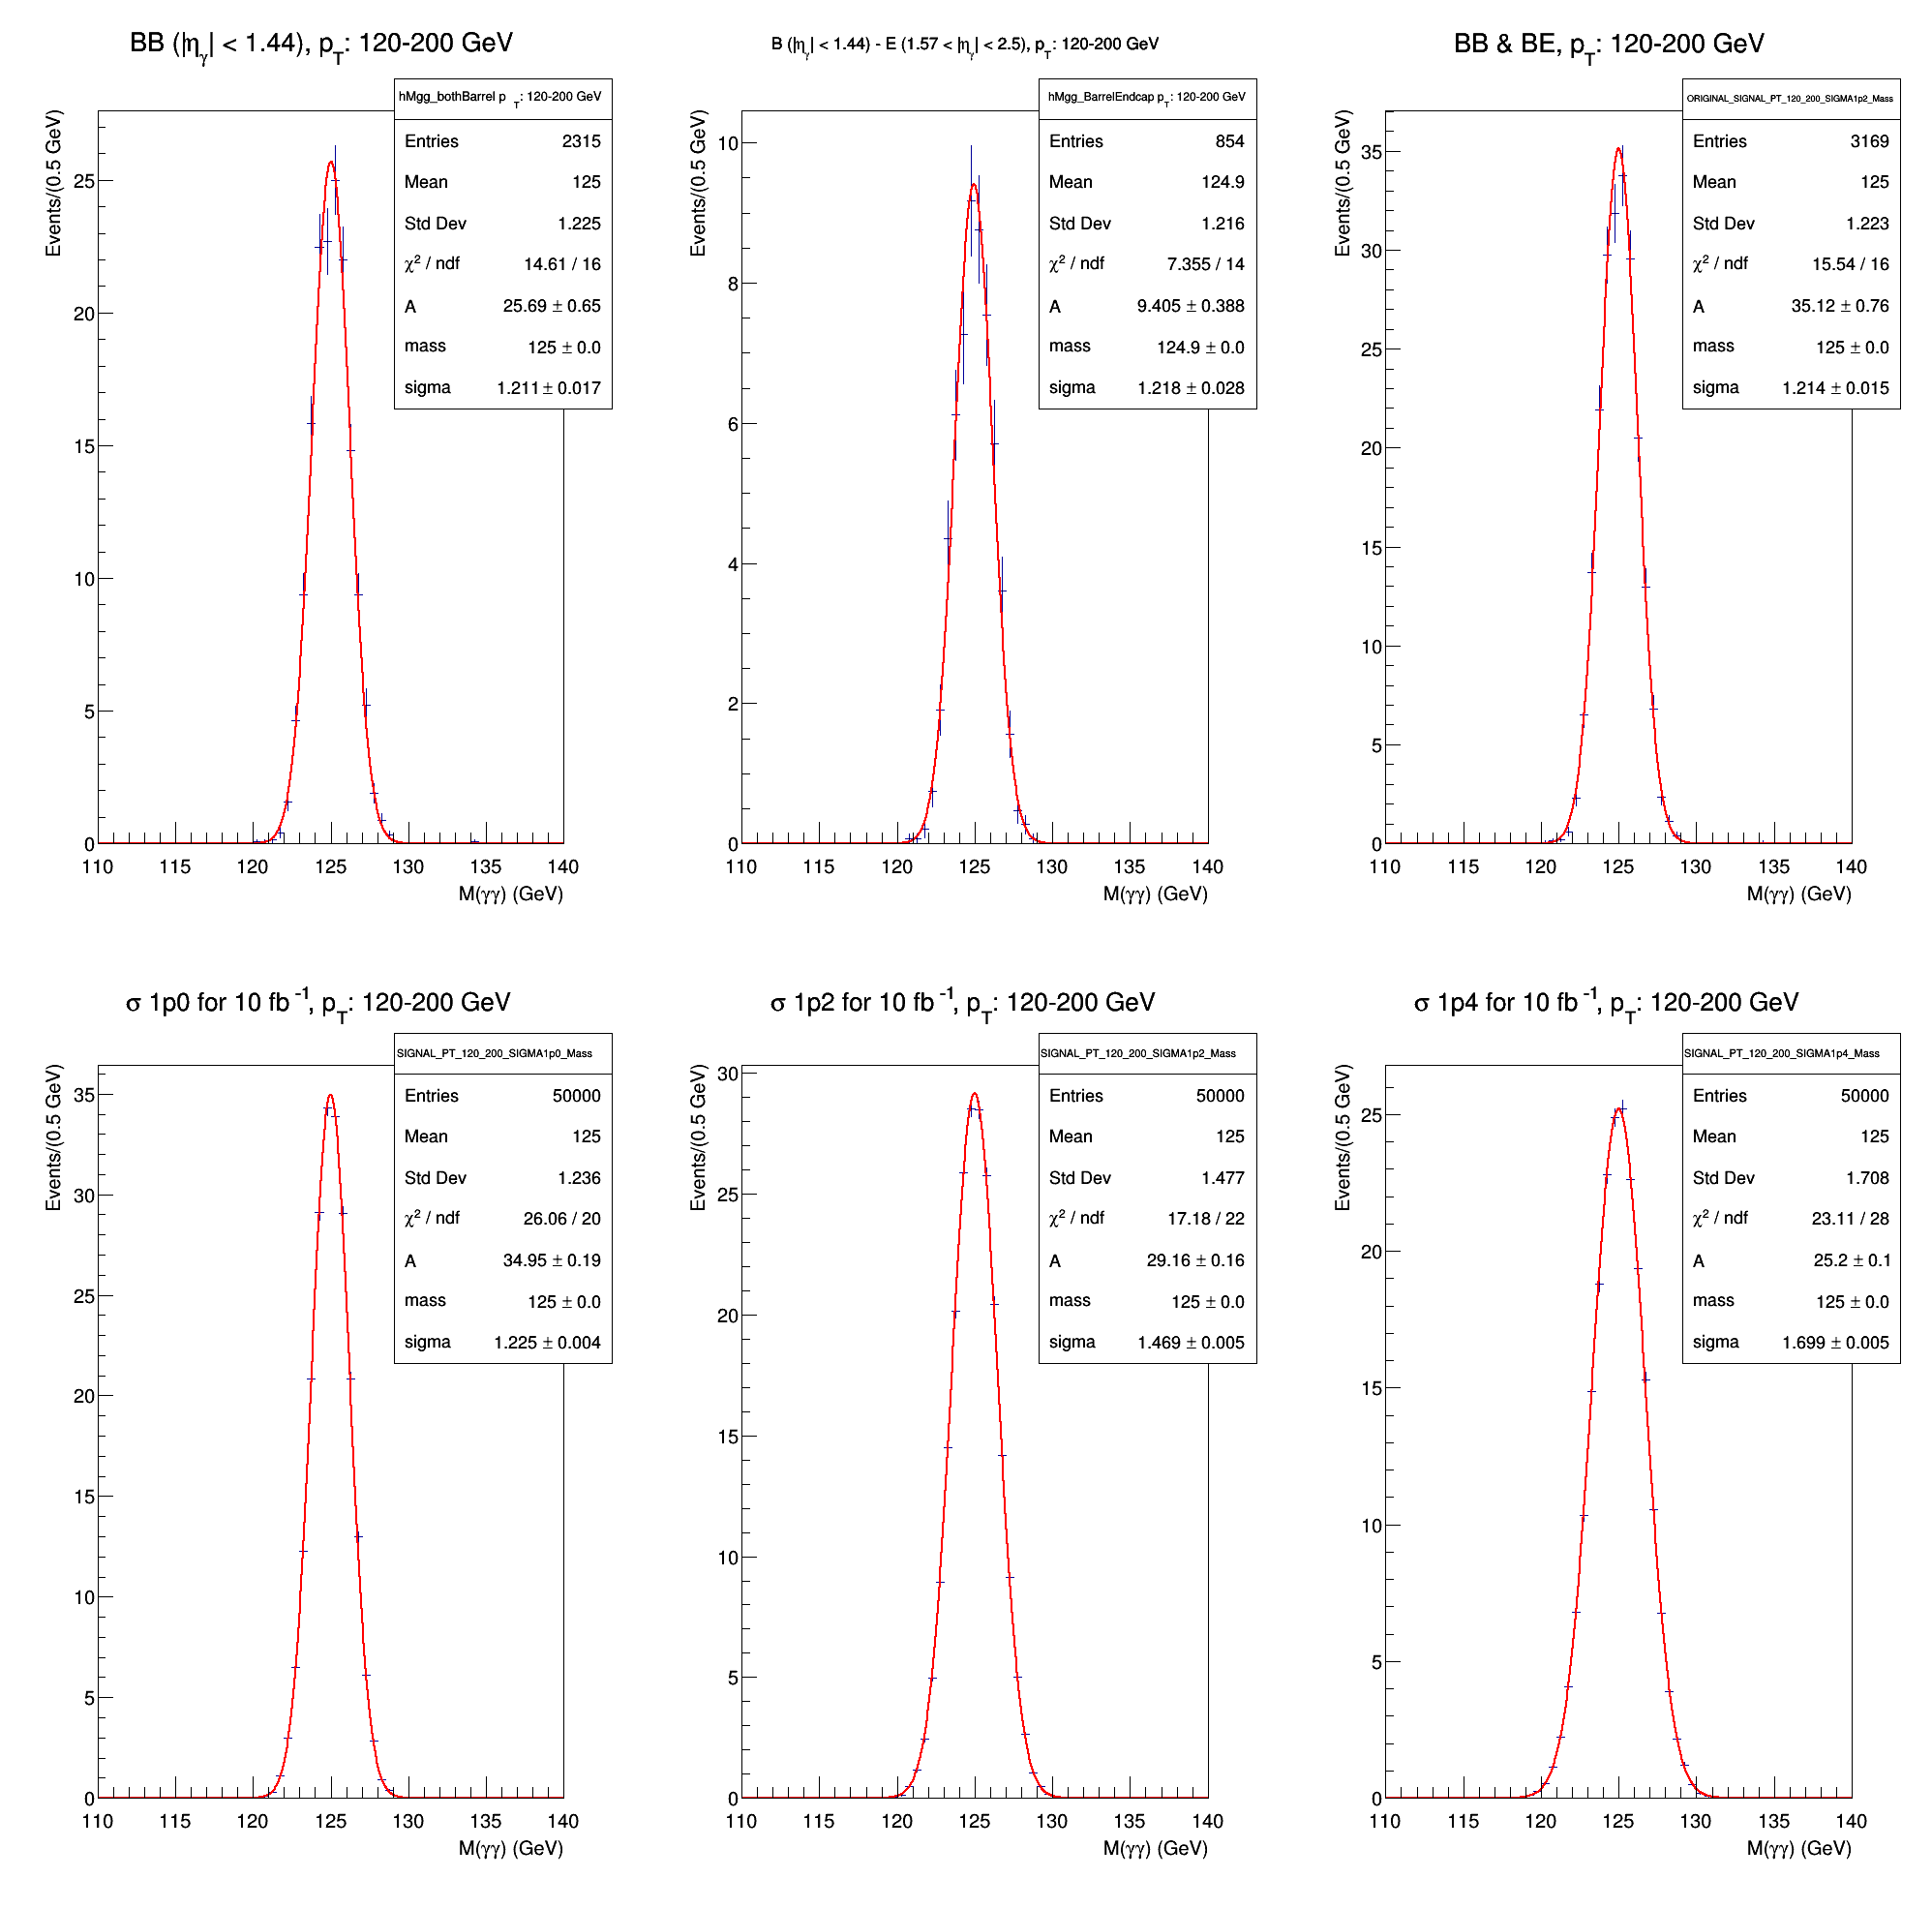 BB (|ηγ| < 1.44), pT: 120-200 GeV
hMgg_bothBarrel p T: 120-200 GeV
Entries 2315
Mean 125
Std Dev 1.225
χ2 / ndf 14.61 / 16
A 25.69 ± 0.65
mass 125 ± 0.0
sigma 1.211 ± 0.017
Events/(0.5 GeV)
25
20
15
10
5
0
110 115 120 125 130 135 140
M(γγ) (GeV)
B (|ηγ| < 1.44) - E (1.57 < |ηγ| < 2.5), pT: 120-200 GeV
hMgg_BarrelEndcap pT: 120-200 GeV
Entries 854
Mean 124.9
Std Dev 1.216
χ2 / ndf 7.355 / 14
A 9.405 ± 0.388
mass 124.9 ± 0.0
sigma 1.218 ± 0.028
Events/(0.5 GeV)
10
8
6
4
2
0
110 115 120 125 130 135 140
M(γγ) (GeV)
BB & BE, pT: 120-200 GeV
ORIGINAL_SIGNAL_PT_120_200_SIGMA1p2_Mass
Entries 3169
Mean 125
Std Dev 1.223
χ2 / ndf 15.54 / 16
A 35.12 ± 0.76
mass 125 ± 0.0
sigma 1.214 ± 0.015
Events/(0.5 GeV)
35
30
25
20
15
10
5
0
110 115 120 125 130 135 140
M(γγ) (GeV)
σ 1p0 for 10 fb-1, pT: 120-200 GeV
SIGNAL_PT_120_200_SIGMA1p0_Mass
Entries 50000
Mean 125
Std Dev 1.236
χ2 / ndf 26.06 / 20
A 34.95 ± 0.19
mass 125 ± 0.0
sigma 1.225 ± 0.004
Events/(0.5 GeV)
35
30
25
20
15
10
5
0
110 115 120 125 130 135 140
M(γγ) (GeV)
σ 1p2 for 10 fb-1, pT: 120-200 GeV
SIGNAL_PT_120_200_SIGMA1p2_Mass
Entries 50000
Mean 125
Std Dev 1.477
χ2 / ndf 17.18 / 22
A 29.16 ± 0.16
mass 125 ± 0.0
sigma 1.469 ± 0.005
Events/(0.5 GeV)
30
25
20
15
10
5
0
110 115 120 125 130 135 140
M(γγ) (GeV)
σ 1p4 for 10 fb-1, pT: 120-200 GeV
SIGNAL_PT_120_200_SIGMA1p4_Mass
Entries 50000
Mean 125
Std Dev 1.708
χ2 / ndf 23.11 / 28
A 25.2 ± 0.1
mass 125 ± 0.0
sigma 1.699 ± 0.005
Events/(0.5 GeV)
25
20
15
10
5
0
110 115 120 125 130 135 140
M(γγ) (GeV)